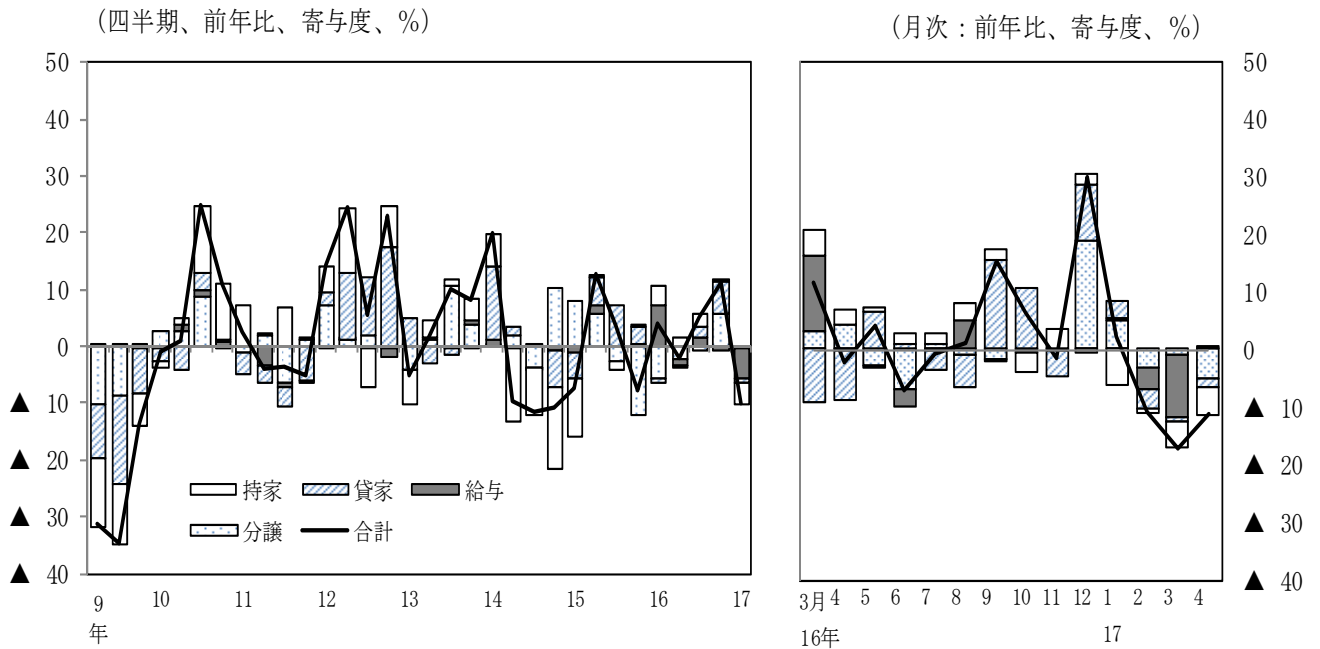 （四半期、前年比、寄与度、％）
（月次：前年比、寄与度、％）
50
40
30
20
10
0
▲ 10
▲ 20
▲ 30
▲ 40
持家
貸家
給与
分譲
合計
9 10 11 12 13 14 15 16 17
年
50
40
30
20
10
0
▲ 10
▲ 20
▲ 30
▲ 40
3月 4 5 6 7 8 9 10 11 12 1 2 3 4
16年 17